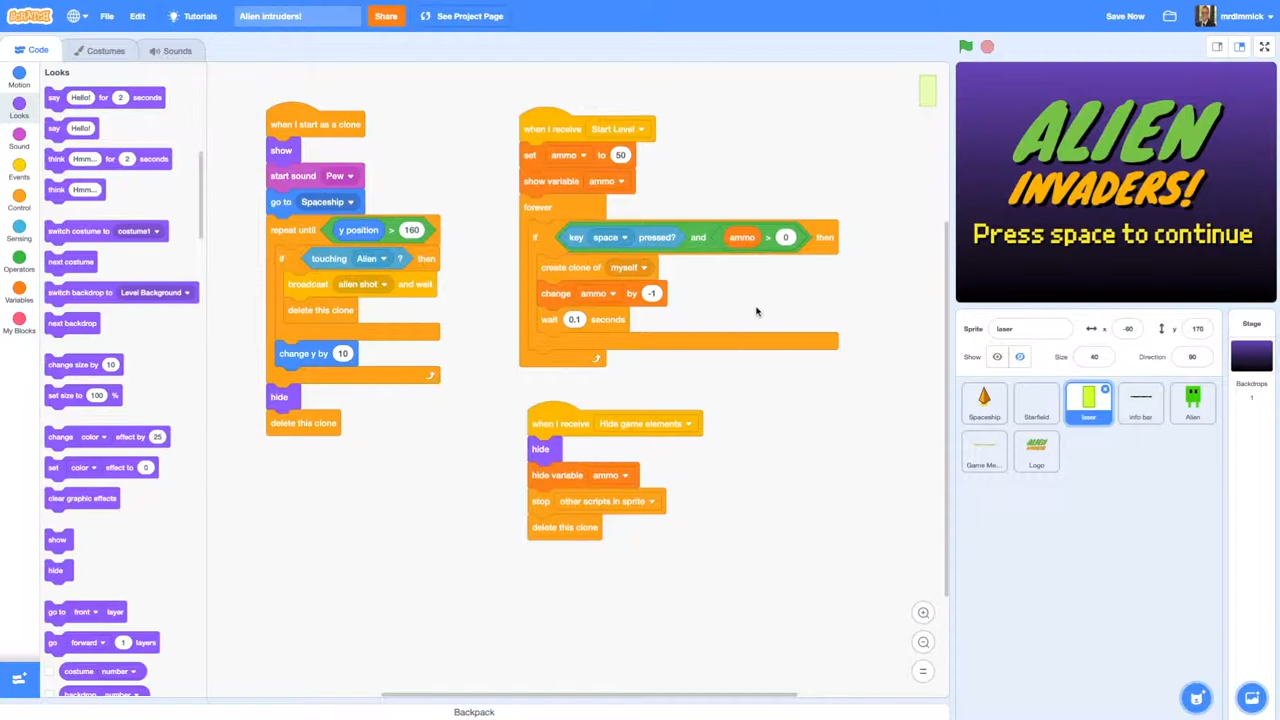 SCRATCH File Edit Tutorials Alien intruders! Share See Project Page Save Now mrdimmick
Code Costumes Sounds
Motion
Looks
Sound
Events
Control
Sensing
Operators
Variables
My Blocks
Looks
say Hello! for 2 seconds
say Hello!
think Hmm... for 2 seconds
think Hmm...
switch costume to costume1
next costume
switch backdrop to Level Background
next backdrop
change size by 10
set size to 100 %
change color effect by 25
set color effect to 0
clear graphic effects
show
hide
go to front layer
go forward 1 layers
costume number
backdrop number
when I start as a clone
show
start sound Pew
go to Spaceship
repeat until y position > 160
if touching Alien ? then
broadcast alien shot and wait
delete this clone
change y by 10
hide
delete this clone
when I receive Start Level
set ammo to 50
show variable ammo
forever
if key space pressed? and ammo > 0 then
create clone of myself
change ammo by -1
wait 0.1 seconds
when I receive Hide game elements
hide
hide variable ammo
stop other scripts in sprite
delete this clone
ALIEN
INVADERS!
Press space to continue
Sprite laser x -60 y 170
Show Size 40 Direction 90
Spaceship Starfield laser info bar Alien
Game Me... Logo
Stage
Backdrops
1
Backpack